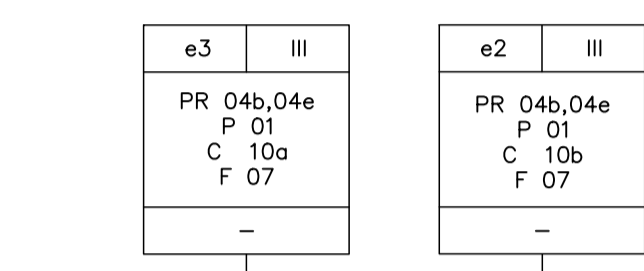 e3 III
PR 04b,04e
P 01
C 10a
F 07
–
e2 III
PR 04b,04e
P 01
C 10b
F 07
–